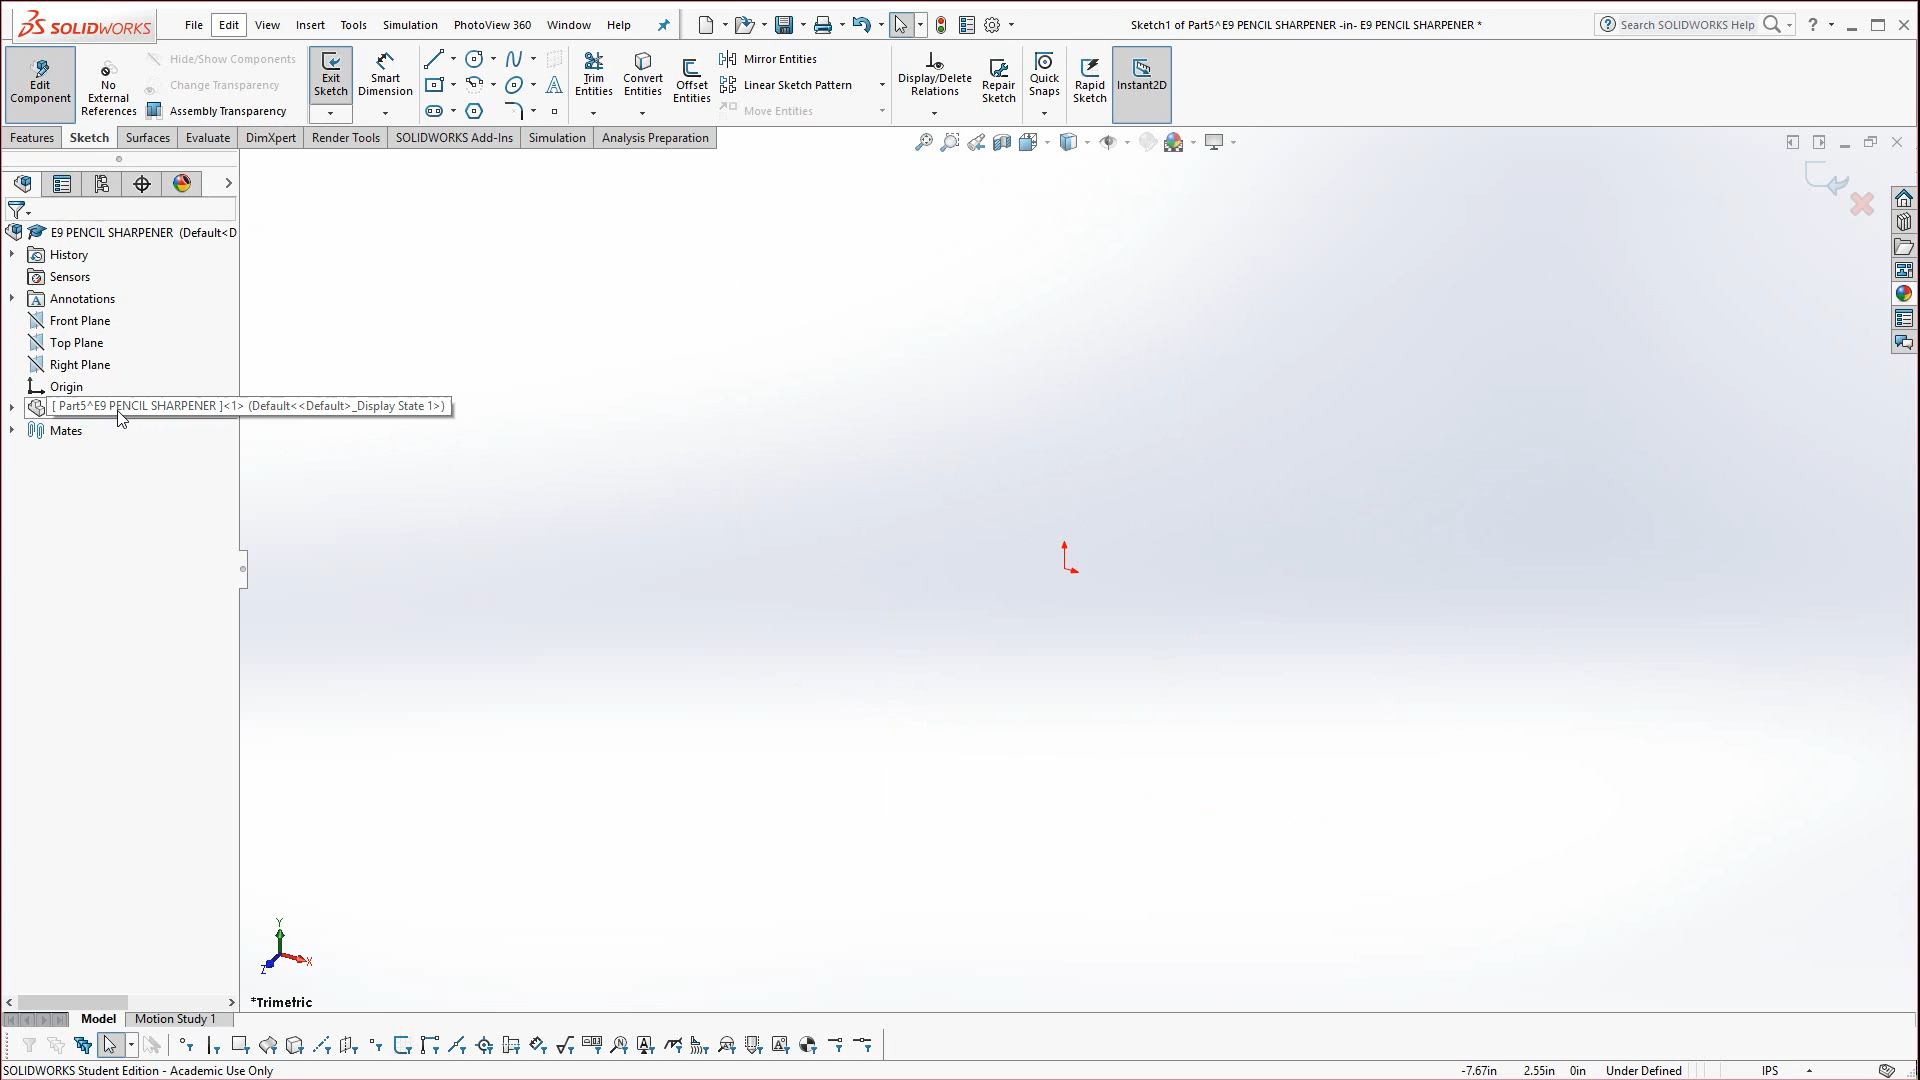 SOLIDWORKS
File Edit View Insert Tools Simulation PhotoView 360 Window Help
Sketch1 of Part5^E9 PENCIL SHARPENER -in- E9 PENCIL SHARPENER *
Search SOLIDWORKS Help
Edit Component
No External References
Hide/Show Components
Change Transparency
Assembly Transparency
Exit Sketch
Smart Dimension
Trim Entities
Convert Entities
Offset Entities
Mirror Entities
Linear Sketch Pattern
Move Entities
Display/Delete Relations
Repair Sketch
Quick Snaps
Rapid Sketch
Instant2D
Features Sketch Surfaces Evaluate DimXpert Render Tools SOLIDWORKS Add-Ins Simulation Analysis Preparation
E9 PENCIL SHARPENER (Default<D
History
Sensors
Annotations
Front Plane
Top Plane
Right Plane
Origin
[ Part5^E9 PENCIL SHARPENER ]<1> (Default<<Default>_Display State 1>)
Mates
Y
X
Z
*Trimetric
Model Motion Study 1
SOLIDWORKS Student Edition - Academic Use Only
-7.67in 2.55in 0in Under Defined IPS